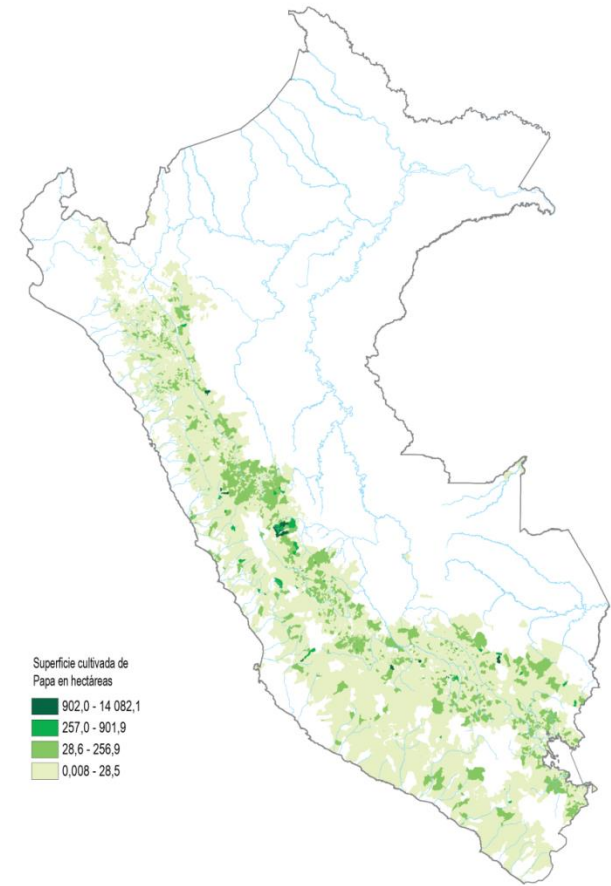 Superficie cultivada de
Papa en hectáreas
902,0 - 14 082,1
257,0 - 901,9
28,6 - 256,9
0,008 - 28,5